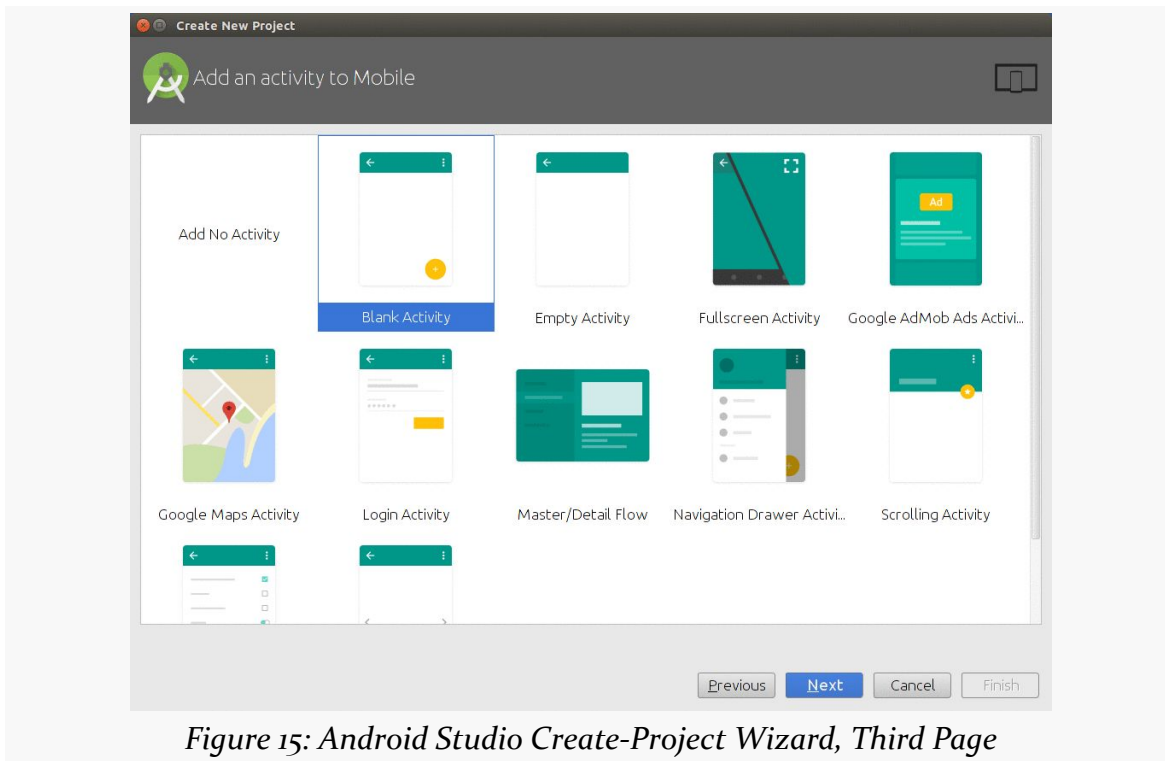 Create New Project
Add an activity to Mobile
Ad
Add No Activity
Blank Activity
Empty Activity
Fullscreen Activity
Google AdMob Ads Activi...
Google Maps Activity
Login Activity
Master/Detail Flow
Navigation Drawer Activi...
Scrolling Activity
Previous
Next
Cancel
Finish
Figure 15: Android Studio Create-Project Wizard, Third Page